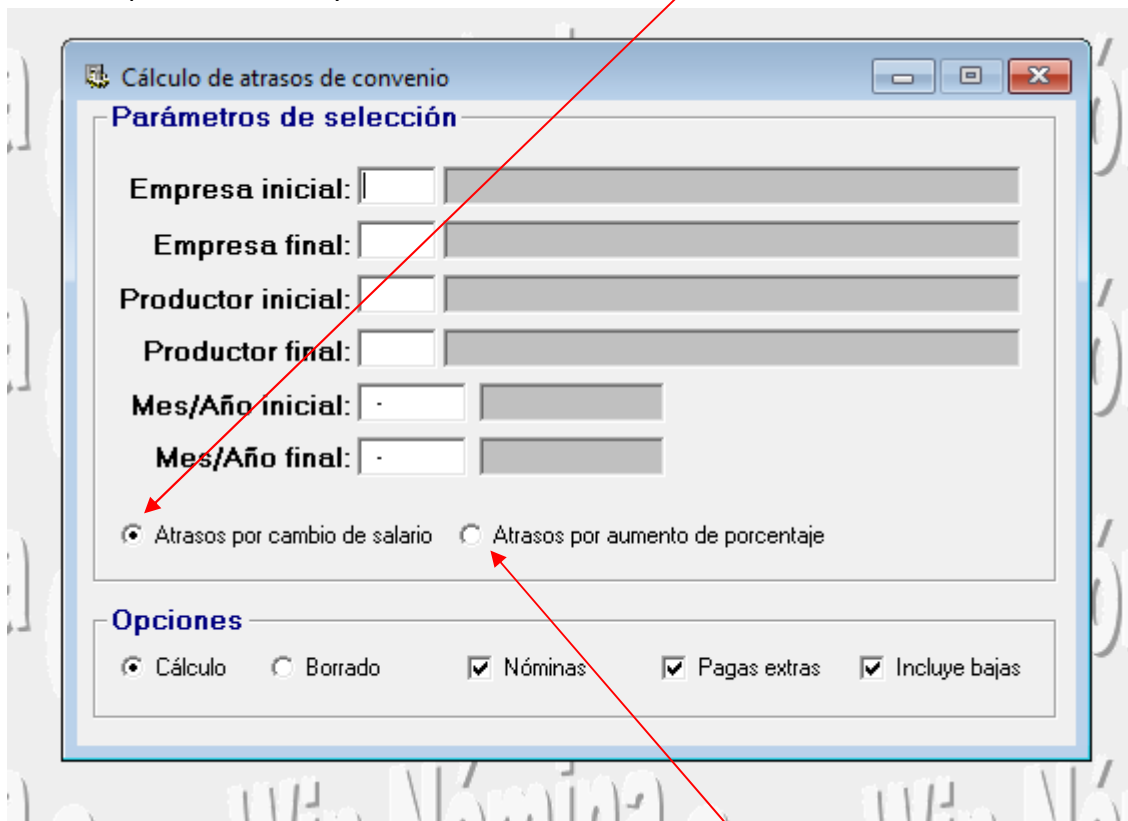 Cálculo de atrasos de convenio
Parámetros de selección
Empresa inicial:
Empresa final:
Productor inicial:
Productor final:
Mes/Año inicial: -
Mes/Año final: -
Atrasos por cambio de salario Atrasos por aumento de porcentaje
Opciones
Cálculo Borrado Nóminas Pagas extras Incluye bajas
Win Nómina